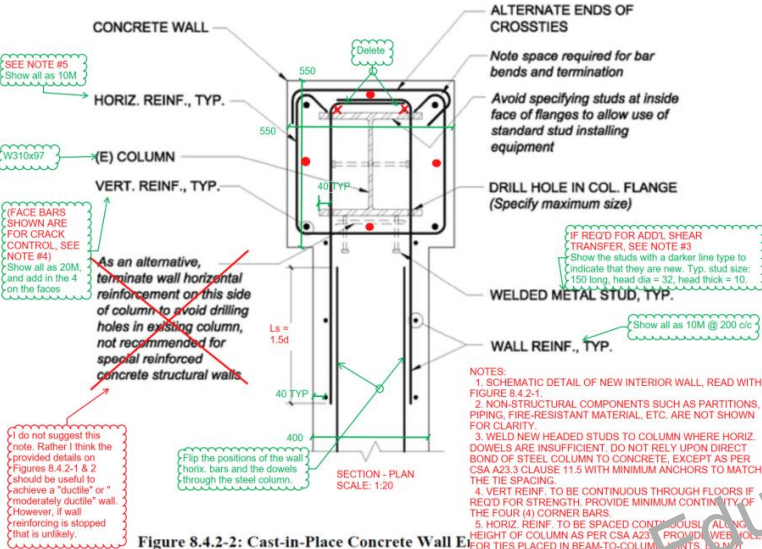 CONCRETE WALL
SEE NOTE #5
Show all as 10M
HORIZ. REINF., TYP.
W310x97
(E) COLUMN
VERT. REINF., TYP.
(FACE BARS
SHOWN ARE
FOR CRACK
CONTROL, SEE
NOTE #4)
Show all as 20M,
and add in the 4
on the faces
As an alternative,
terminate wall horizontal
reinforcement on this side
of column to avoid drilling
holes in existing column,
not recommended for
special reinforced
concrete structural walls
I do not suggest this
note. Rather I think the
provided details on
Figures 8.4.2-1 & 2
should be useful to
achieve a "ductile" or "
moderately ductile" wall.
However, if wall
reinforcing is stopped
that is unlikely.
Delete
550
550
40 TYP
Ls =
1.5d
40 TYP
400
Flip the positions of the wall
horix. bars and the dowels
through the steel column.
SECTION - PLAN
SCALE: 1:20
ALTERNATE ENDS OF
CROSSTIES
Note space required for bar
bends and termination
Avoid specifying studs at inside
face of flanges to allow use of
standard stud installing
equipment
DRILL HOLE IN COL. FLANGE
(Specify maximum size)
IF REQ'D FOR ADD'L SHEAR
TRANSFER, SEE NOTE #3
Show the studs with a darker line type to
indicate that they are new. Typ. stud size:
150 long, head dia = 32, head thick = 10.
WELDED METAL STUD, TYP.
Show all as 10M @ 200 c/c
WALL REINF., TYP.
NOTES:
1. SCHEMATIC DETAIL OF NEW INTERIOR WALL, READ WITH
FIGURE 8.4.2-1.
2. NON-STRUCTURAL COMPONENTS SUCH AS PARTITIONS,
PIPING, FIRE-RESISTANT MATERIAL, ETC. ARE NOT SHOWN
FOR CLARITY.
3. WELD NEW HEADED STUDS TO COLUMN WHERE HORIZ.
DOWELS ARE INSUFFICIENT. DO NOT RELY UPON DIRECT
BOND OF STEEL COLUMN TO CONCRETE, EXCEPT AS PER
CSA A23.3 CLAUSE 11.5 WITH MINIMUM ANCHORS TO MATCH
THE TIE SPACING.
4. VERT REINF. TO BE CONTINUOUS THROUGH FLOORS IF
REQ'D FOR STRENGTH. PROVIDE MINIMUM CONTINUITY OF
THE FOUR (4) CORNER BARS.
5. HORIZ. REINF. TO BE SPACED CONTINUOUSLY ALONG
HEIGHT OF COLUMN AS PER CSA PROVIDE WEB
FOR TIES PLACED IN BEAM-TO-COLUMN
Figure 8.4.2-2: Cast-in-Place Concrete Wall
Edu